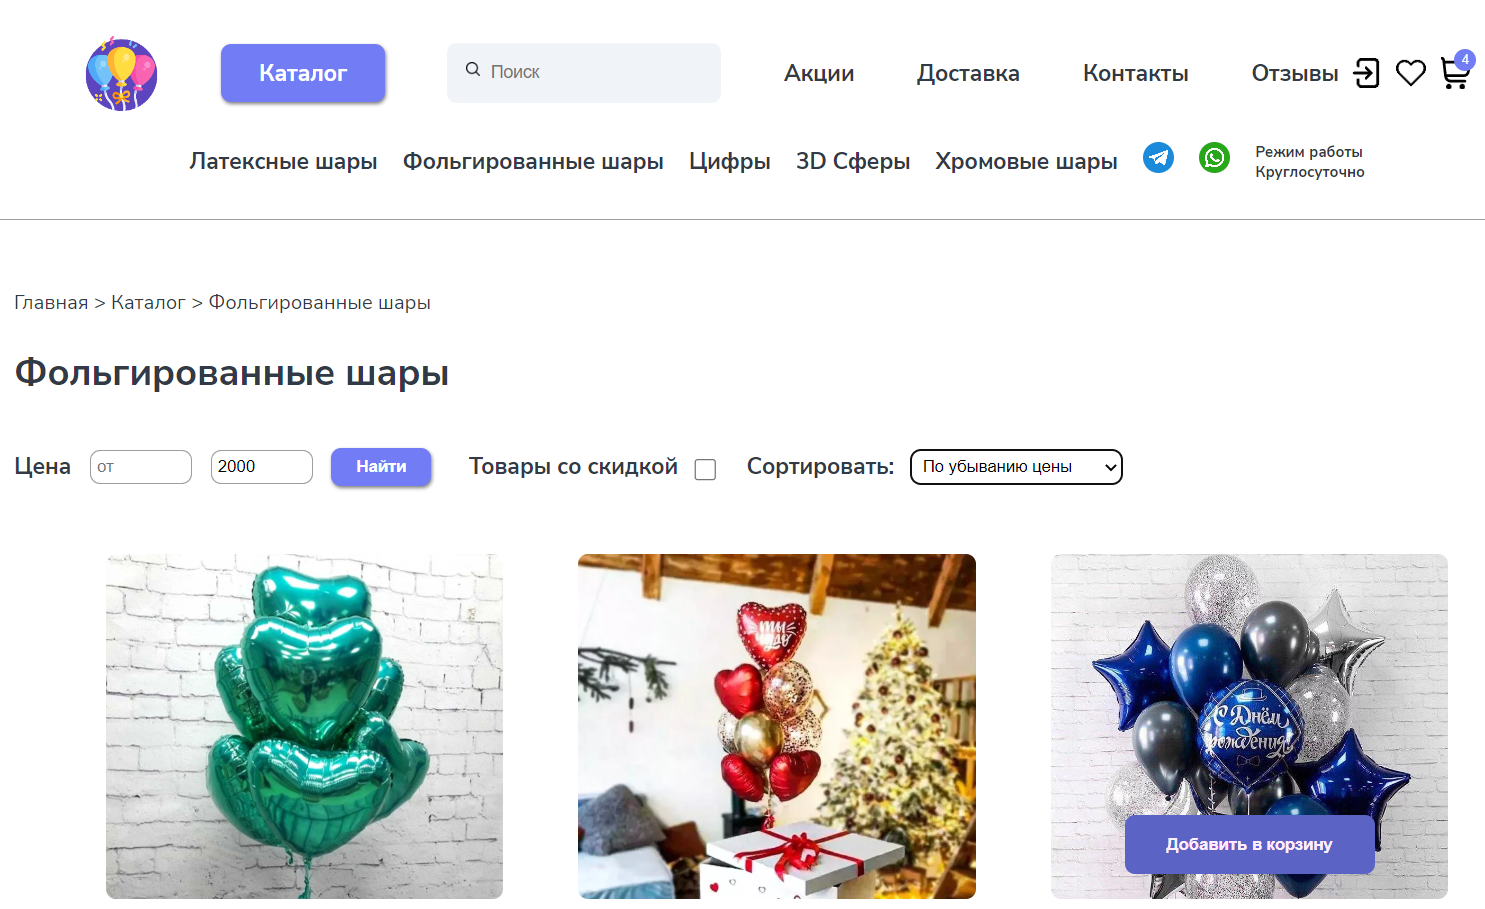 Каталог
Поиск
Акции
Доставка
Контакты
Отзывы
4
Латексные шары
Фольгированные шары
Цифры
3D Сферы
Хромовые шары
Режим работы
Круглосуточно
Главная > Каталог > Фольгированные шары
Фольгированные шары
Цена
от
2000
Найти
Товары со скидкой
Сортировать:
По убыванию цены
ты
чудо
С Днём
рождения!
Добавить в корзину